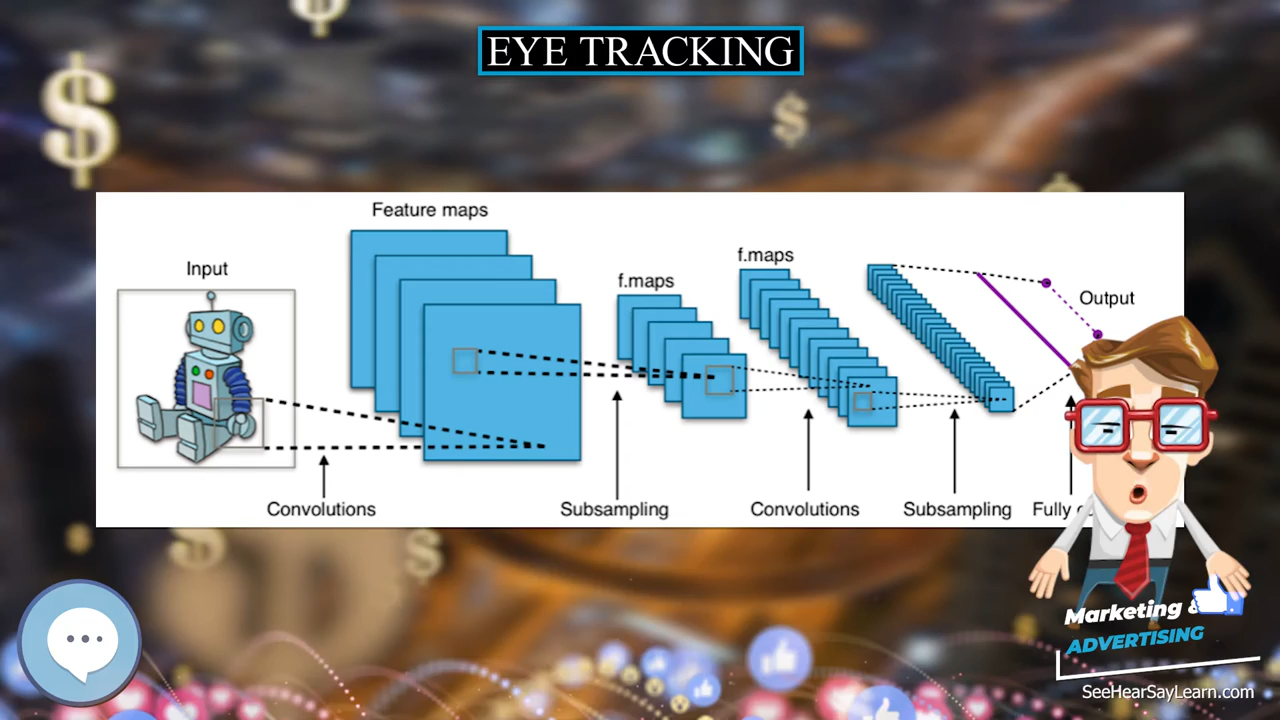 EYE TRACKING
Feature maps
Input
f.maps
f.maps
Output
Convolutions
Subsampling
Convolutions
Subsampling
Fully
Marketing &
ADVERTISING
SeeHearSayLearn.com